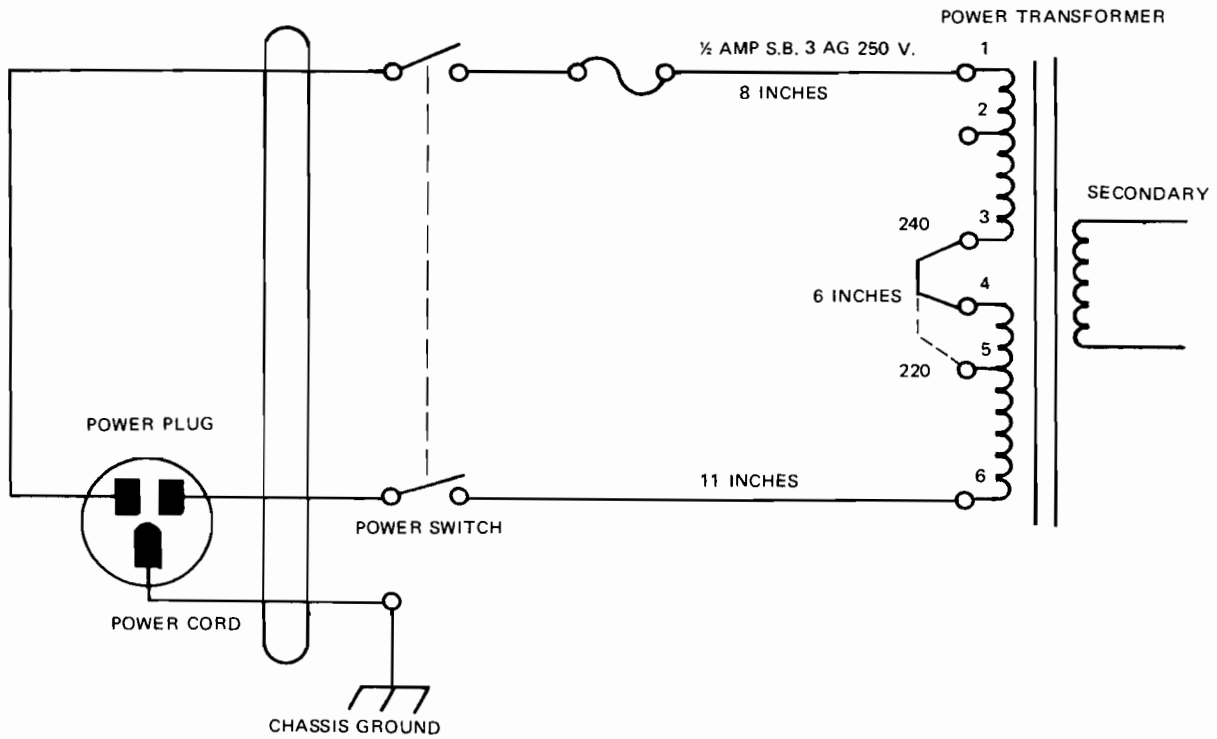 POWER TRANSFORMER
½ AMP S.B. 3 AG 250 V.
1
8 INCHES
2
SECONDARY
240
3
4
6 INCHES
5
220
POWER PLUG
11 INCHES
6
POWER SWITCH
POWER CORD
CHASSIS GROUND